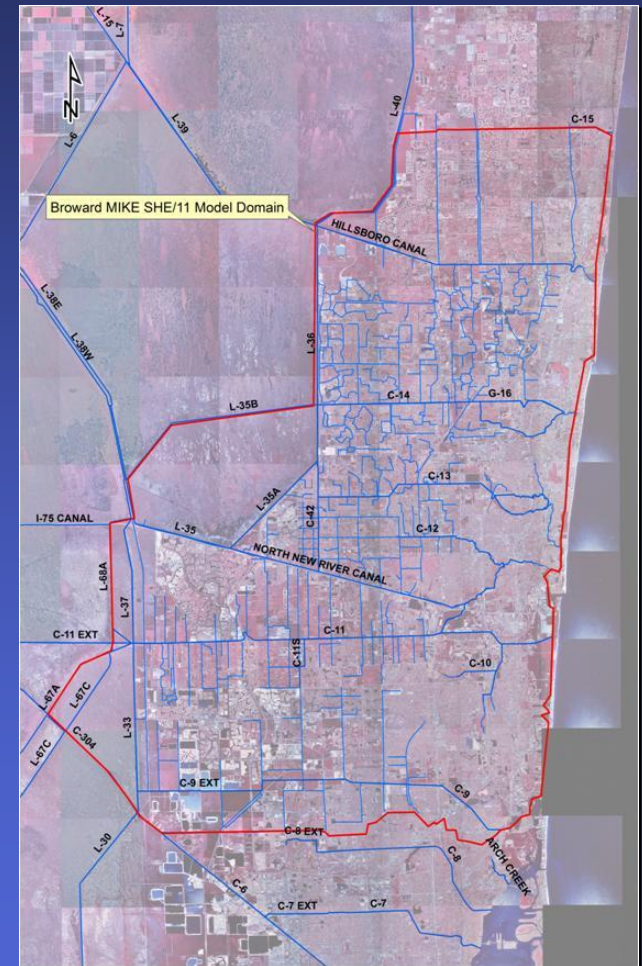 L-15
L-7
N
L-6
L-39
L-40
C-15
Broward MIKE SHE/11 Model Domain
HILLSBORO CANAL
L-38E
L-38W
L-36
L-35B
C-14
G-16
L-35A
C-13
I-75 CANAL
L-35
C-42
C-12
NORTH NEW RIVER CANAL
L-68A
L-37
C-11 EXT
C-11
C-11S
C-10
L-67A
L-67C
L-67C
C-304
L-33
C-9 EXT
C-9
C-8 EXT
C-8
ARCH CREEK
L-30
C-6
C-7 EXT
C-7